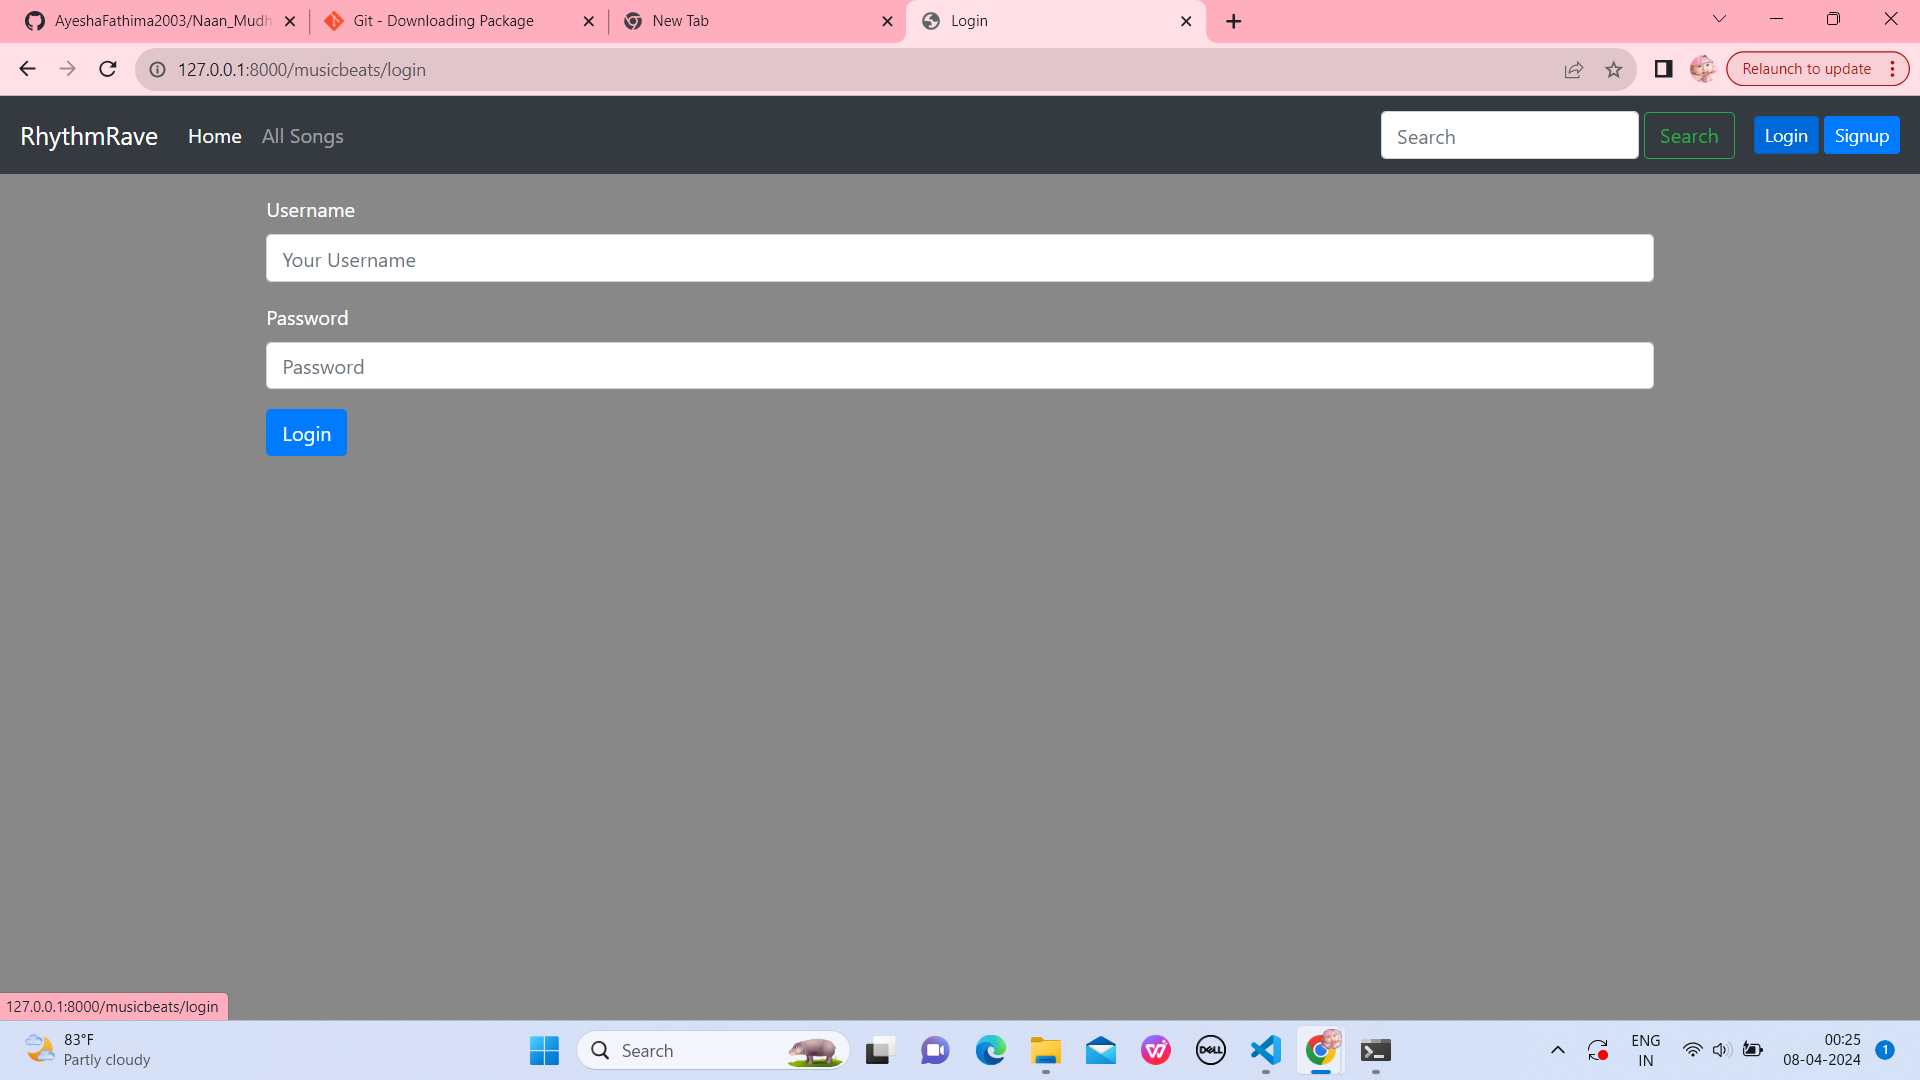 AyeshaFathima2003/Naan_Mudh
Git - Downloading Package
New Tab
Login
127.0.0.1:8000/musicbeats/login
Relaunch to update
RhythmRave
Home
All Songs
Search
Search
Login
Signup
Username
Your Username
Password
Password
Login
127.0.0.1:8000/musicbeats/login
83°F
Partly cloudy
Search
DELL
ENG
IN
00:25
08-04-2024
1